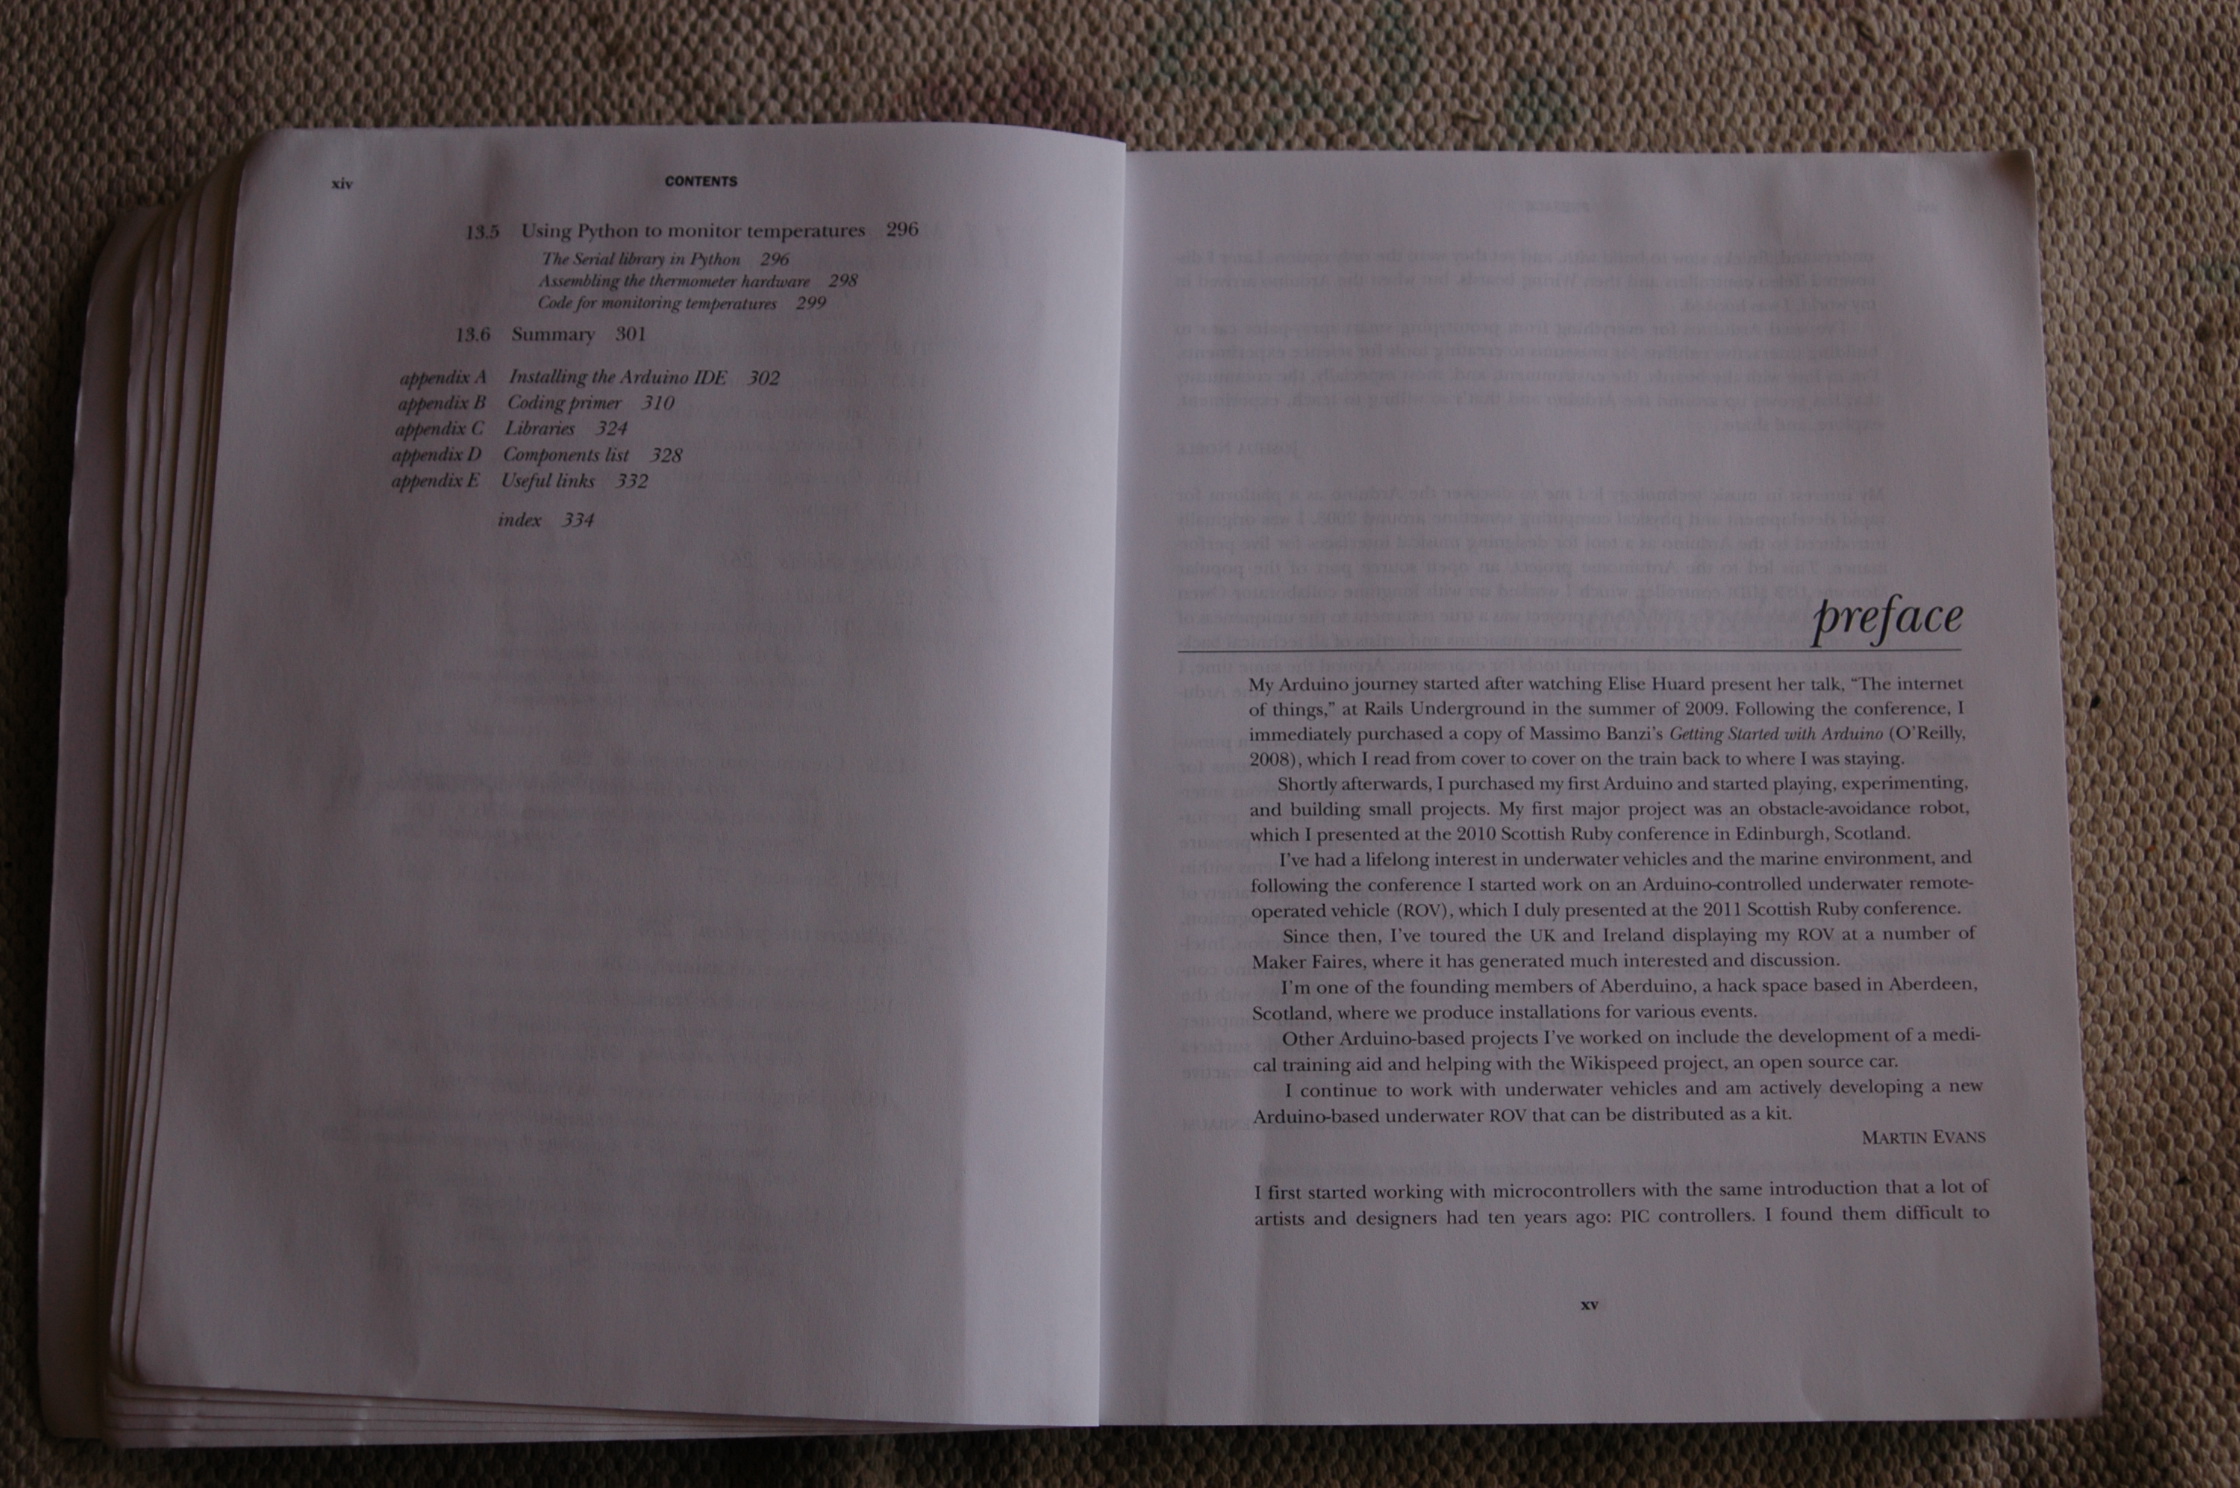 xiv
CONTENTS
13.5 Using Python to monitor temperatures 296
The Serial library in Python 296
Assembling the thermometer hardware 298
Code for monitoring temperatures 299
13.6 Summary 301
appendix A Installing the Arduino IDE 302
appendix B Coding primer 310
appendix C Libraries 324
appendix D Components list 328
appendix E Useful links 332
index 334
preface
My Arduino journey started after watching Elise Huard present her talk, “The internet
of things,” at Rails Underground in the summer of 2009. Following the conference, I
immediately purchased a copy of Massimo Banzi’s Getting Started with Arduino (O’Reilly,
2008), which I read from cover to cover on the train back to where I was staying.
Shortly afterwards, I purchased my first Arduino and started playing, experimenting,
and building small projects. My first major project was an obstacle-avoidance robot,
which I presented at the 2010 Scottish Ruby conference in Edinburgh, Scotland.
I’ve had a lifelong interest in underwater vehicles and the marine environment, and
following the conference I started work on an Arduino-controlled underwater remote-
operated vehicle (ROV), which I duly presented at the 2011 Scottish Ruby conference.
Since then, I’ve toured the UK and Ireland displaying my ROV at a number of
Maker Faires, where it has generated much interested and discussion.
I’m one of the founding members of Aberduino, a hack space based in Aberdeen,
Scotland, where we produce installations for various events.
Other Arduino-based projects I’ve worked on include the development of a medi-
cal training aid and helping with the Wikispeed project, an open source car.
I continue to work with underwater vehicles and am actively developing a new
Arduino-based underwater ROV that can be distributed as a kit.
MARTIN EVANS
I first started working with microcontrollers with the same introduction that a lot of
artists and designers had ten years ago: PIC controllers. I found them difficult to
xv